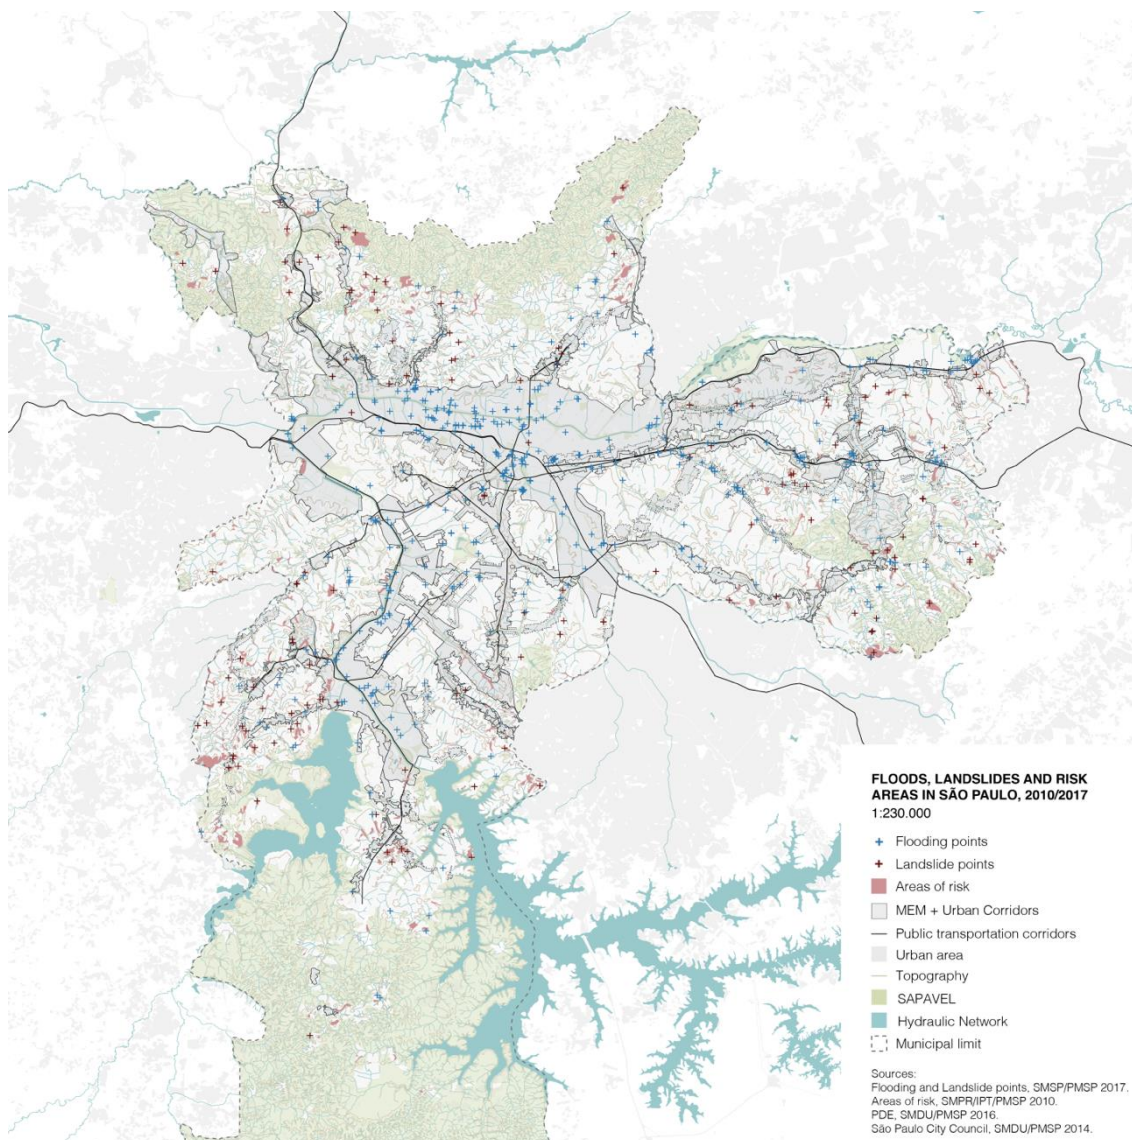 FLOODS, LANDSLIDES AND RISK
AREAS IN SÃO PAULO, 2010/2017
1:230.000
Flooding points
Landslide points
Areas of risk
MEM + Urban Corridors
Public transportation corridors
Urban area
Topography
SAPAVEL
Hydraulic Network
Municipal limit
Sources:
Flooding and Landslide points, SMSP/PMSP 2017.
Areas of risk, SMPR/IPT/PMSP 2010.
PDE, SMDU/PMSP 2016.
São Paulo City Council, SMDU/PMSP 2014.